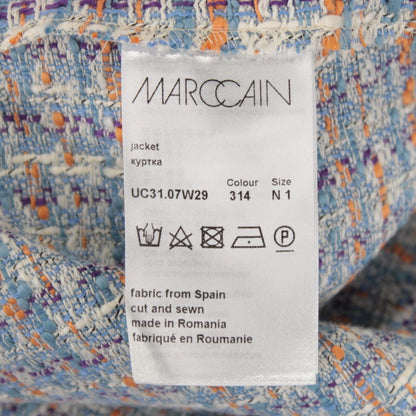 MARCCAIN
jacket
куртка
Colour Size
UC31.07W29 314 N 1
P
fabric from Spain
cut and sewn
made in Romania
fabriqué en Roumanie